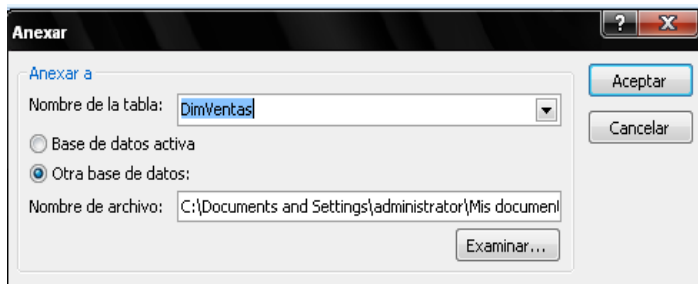 Anexar
Anexar a
Nombre de la tabla: DimVentas
Base de datos activa
Otra base de datos:
Nombre de archivo: C:\Documents and Settings\administrator\Mis document
Examinar...
Aceptar
Cancelar